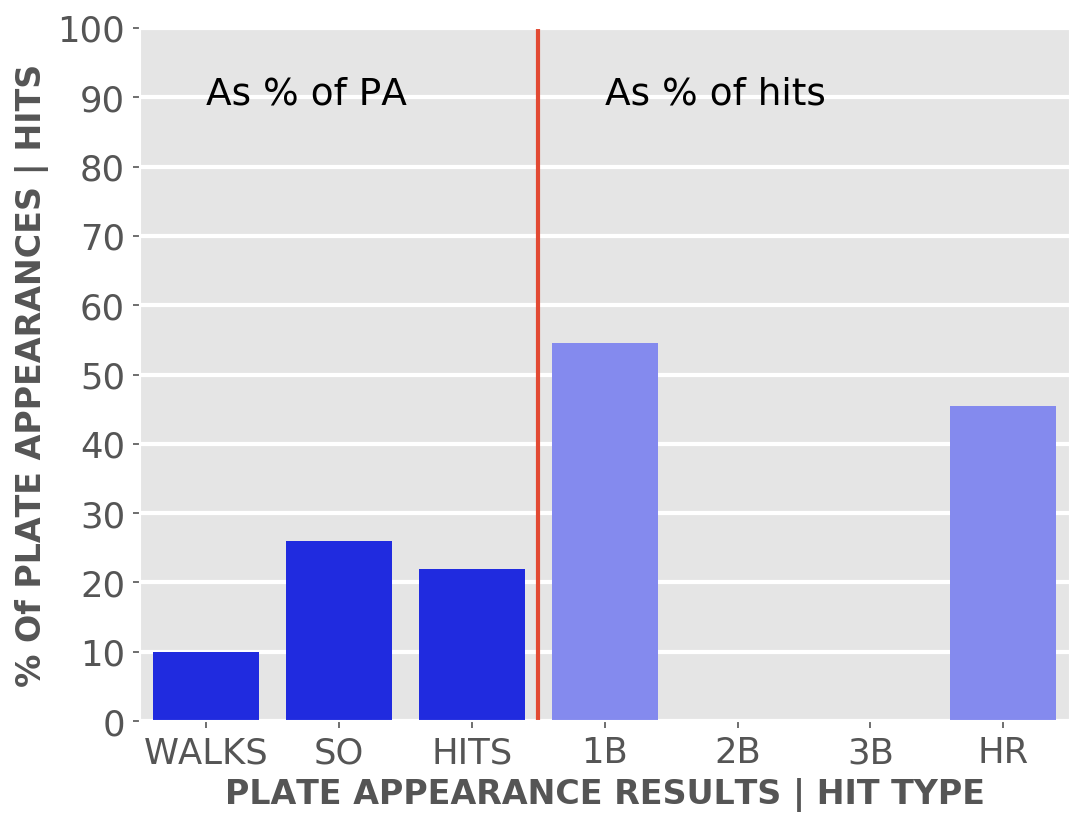 100
90
80
70
60
50
40
30
20
10
0
% Of PLATE APPEARANCES | HITS
As % of PA
As % of hits
WALKS SO HITS 1B 2B 3B HR
PLATE APPEARANCE RESULTS | HIT TYPE